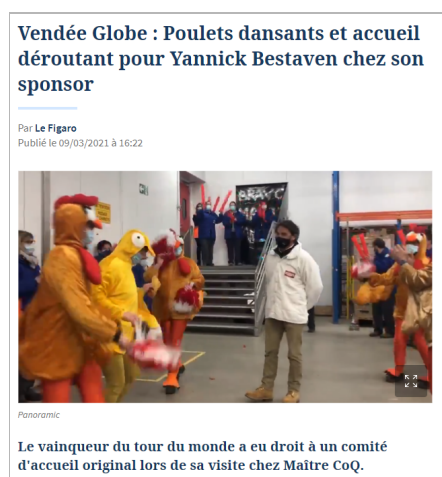 Vendée Globe : Poulets dansants et accueil
déroutant pour Yannick Bestaven chez son
sponsor
Par Le Figaro
Publié le 09/03/2021 à 16:22
BRAVO
Panoramic
Le vainqueur du tour du monde a eu droit à un comité
d'accueil original lors de sa visite chez Maître CoQ.